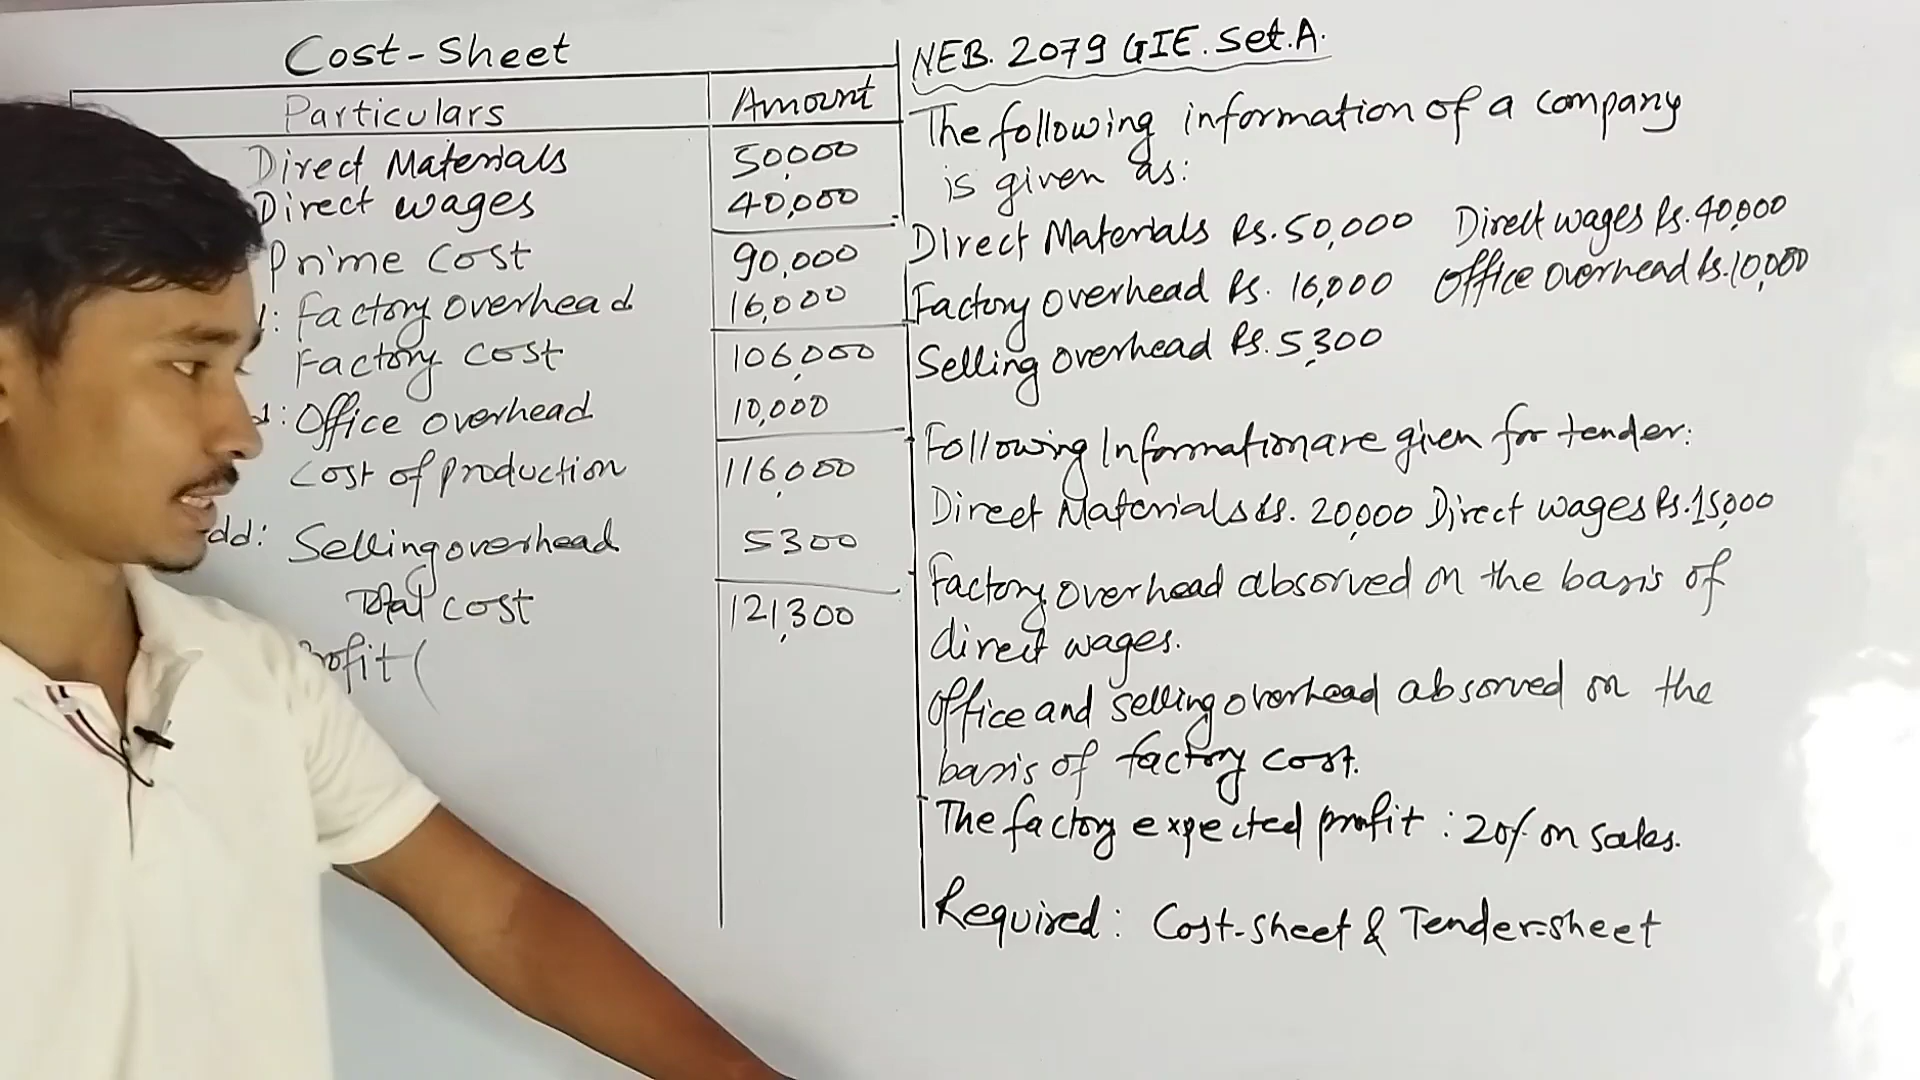 Cost-Sheet
Particulars Amount
Direct Materials 50,000
Direct wages 40,000
Prime Cost 90,000
: Factory overhead 16,000
Factory Cost 106,000
d: Office overhead 10,000
Cost of production 116,000
dd: Selling overhead 5300
Total cost 121,300
rofit (
NEB. 2079 GIE. Set.A.
The following information of a company
is given as:
Direct Materials Rs. 50,000 Direct wages Rs. 40,000
Factory overhead Rs. 16,000 Office overhead Rs. 10,000
Selling overhead Rs. 5,300
Following Information are given for tender:
Direct Materials Rs. 20,000 Direct wages Rs. 15,000
Factory overhead absorved on the basis of
direct wages.
Office and selling overhead absorved on the
basis of factory cost.
The factory expected profit : 20% on sales.
Required: Cost-sheet & Tender-sheet